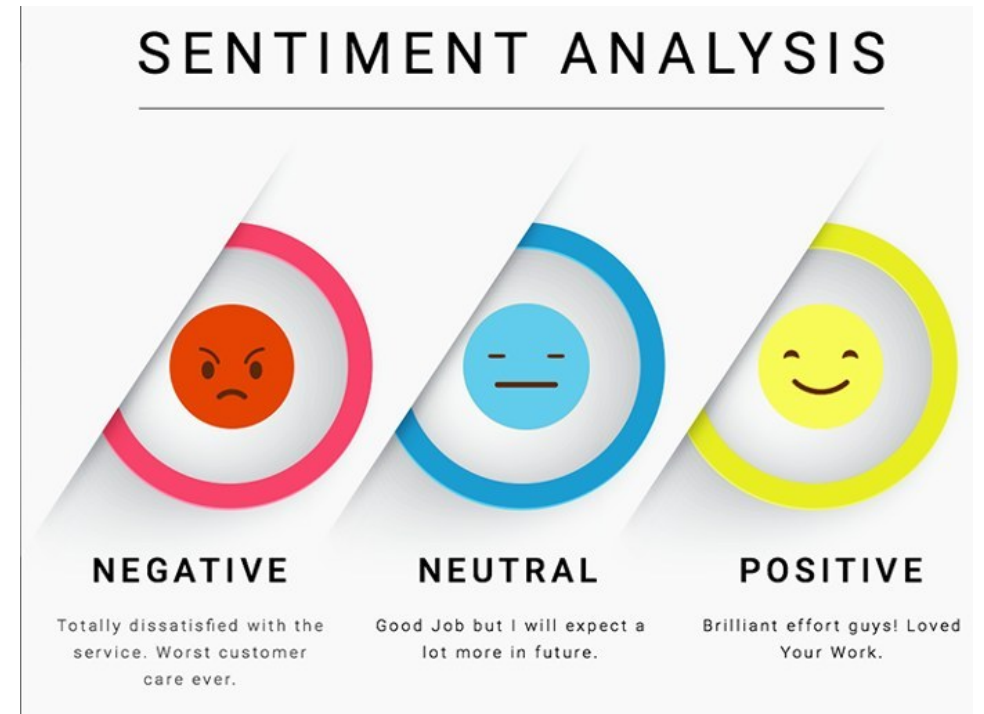 SENTIMENT ANALYSIS
NEGATIVE
Totally dissatisfied with the
service. Worst customer
care ever.
NEUTRAL
Good Job but I will expect a
lot more in future.
POSITIVE
Brilliant effort guys! Loved
Your Work.